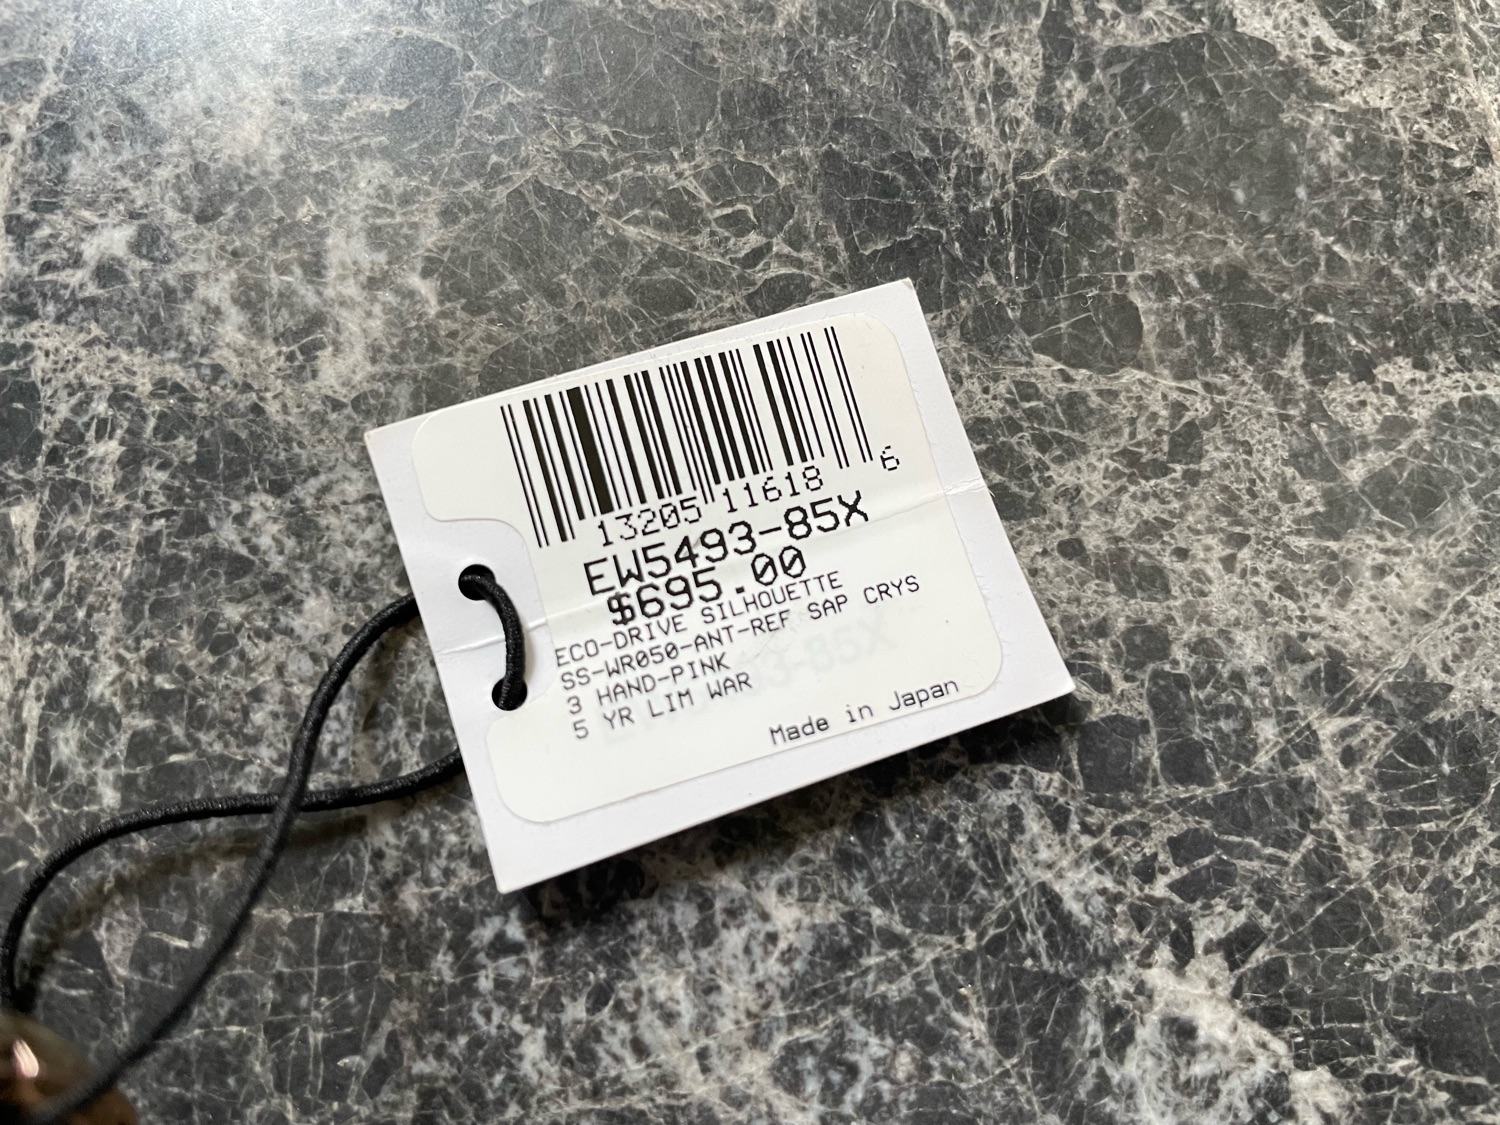 13205 11618 6
EW5493-85X
$695.00
ECO-DRIVE SILHOUETTE
SS-WR050-ANT-REF SAP CRYS
3 HAND-PINK
5 YR LIM WAR
Made in Japan